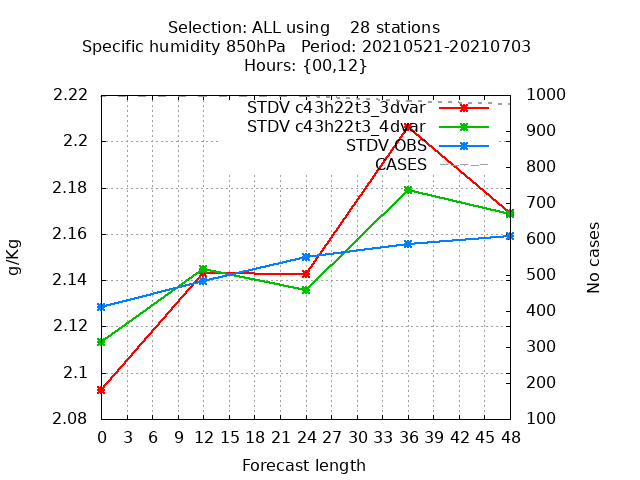 Selection: ALL using    28 stations
Specific humidity 850hPa   Period: 20210521-20210703
Hours: {00,12}
2.22
2.2
2.18
2.16
2.14
2.12
2.1
2.08
g/Kg
STDV c43h22t3_3dvar
STDV c43h22t3_4dvar
STDV OBS
CASES
1000
900
800
700
600
500
400
300
200
100
No cases
0 3 6 9 12 15 18 21 24 27 30 33 36 39 42 45 48
Forecast length